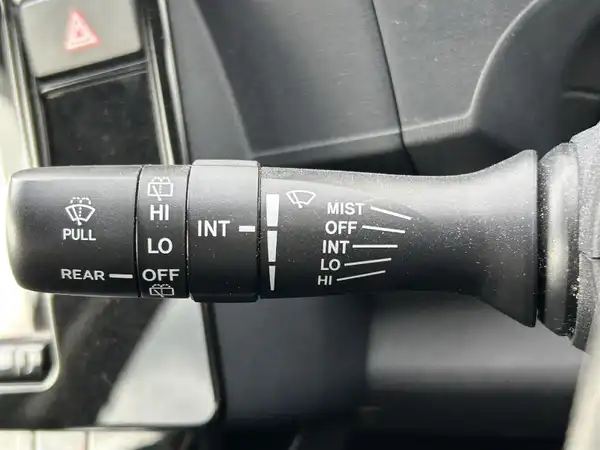 PULL
REAR
HI
LO
OFF
INT
MIST
OFF
INT
LO
HI